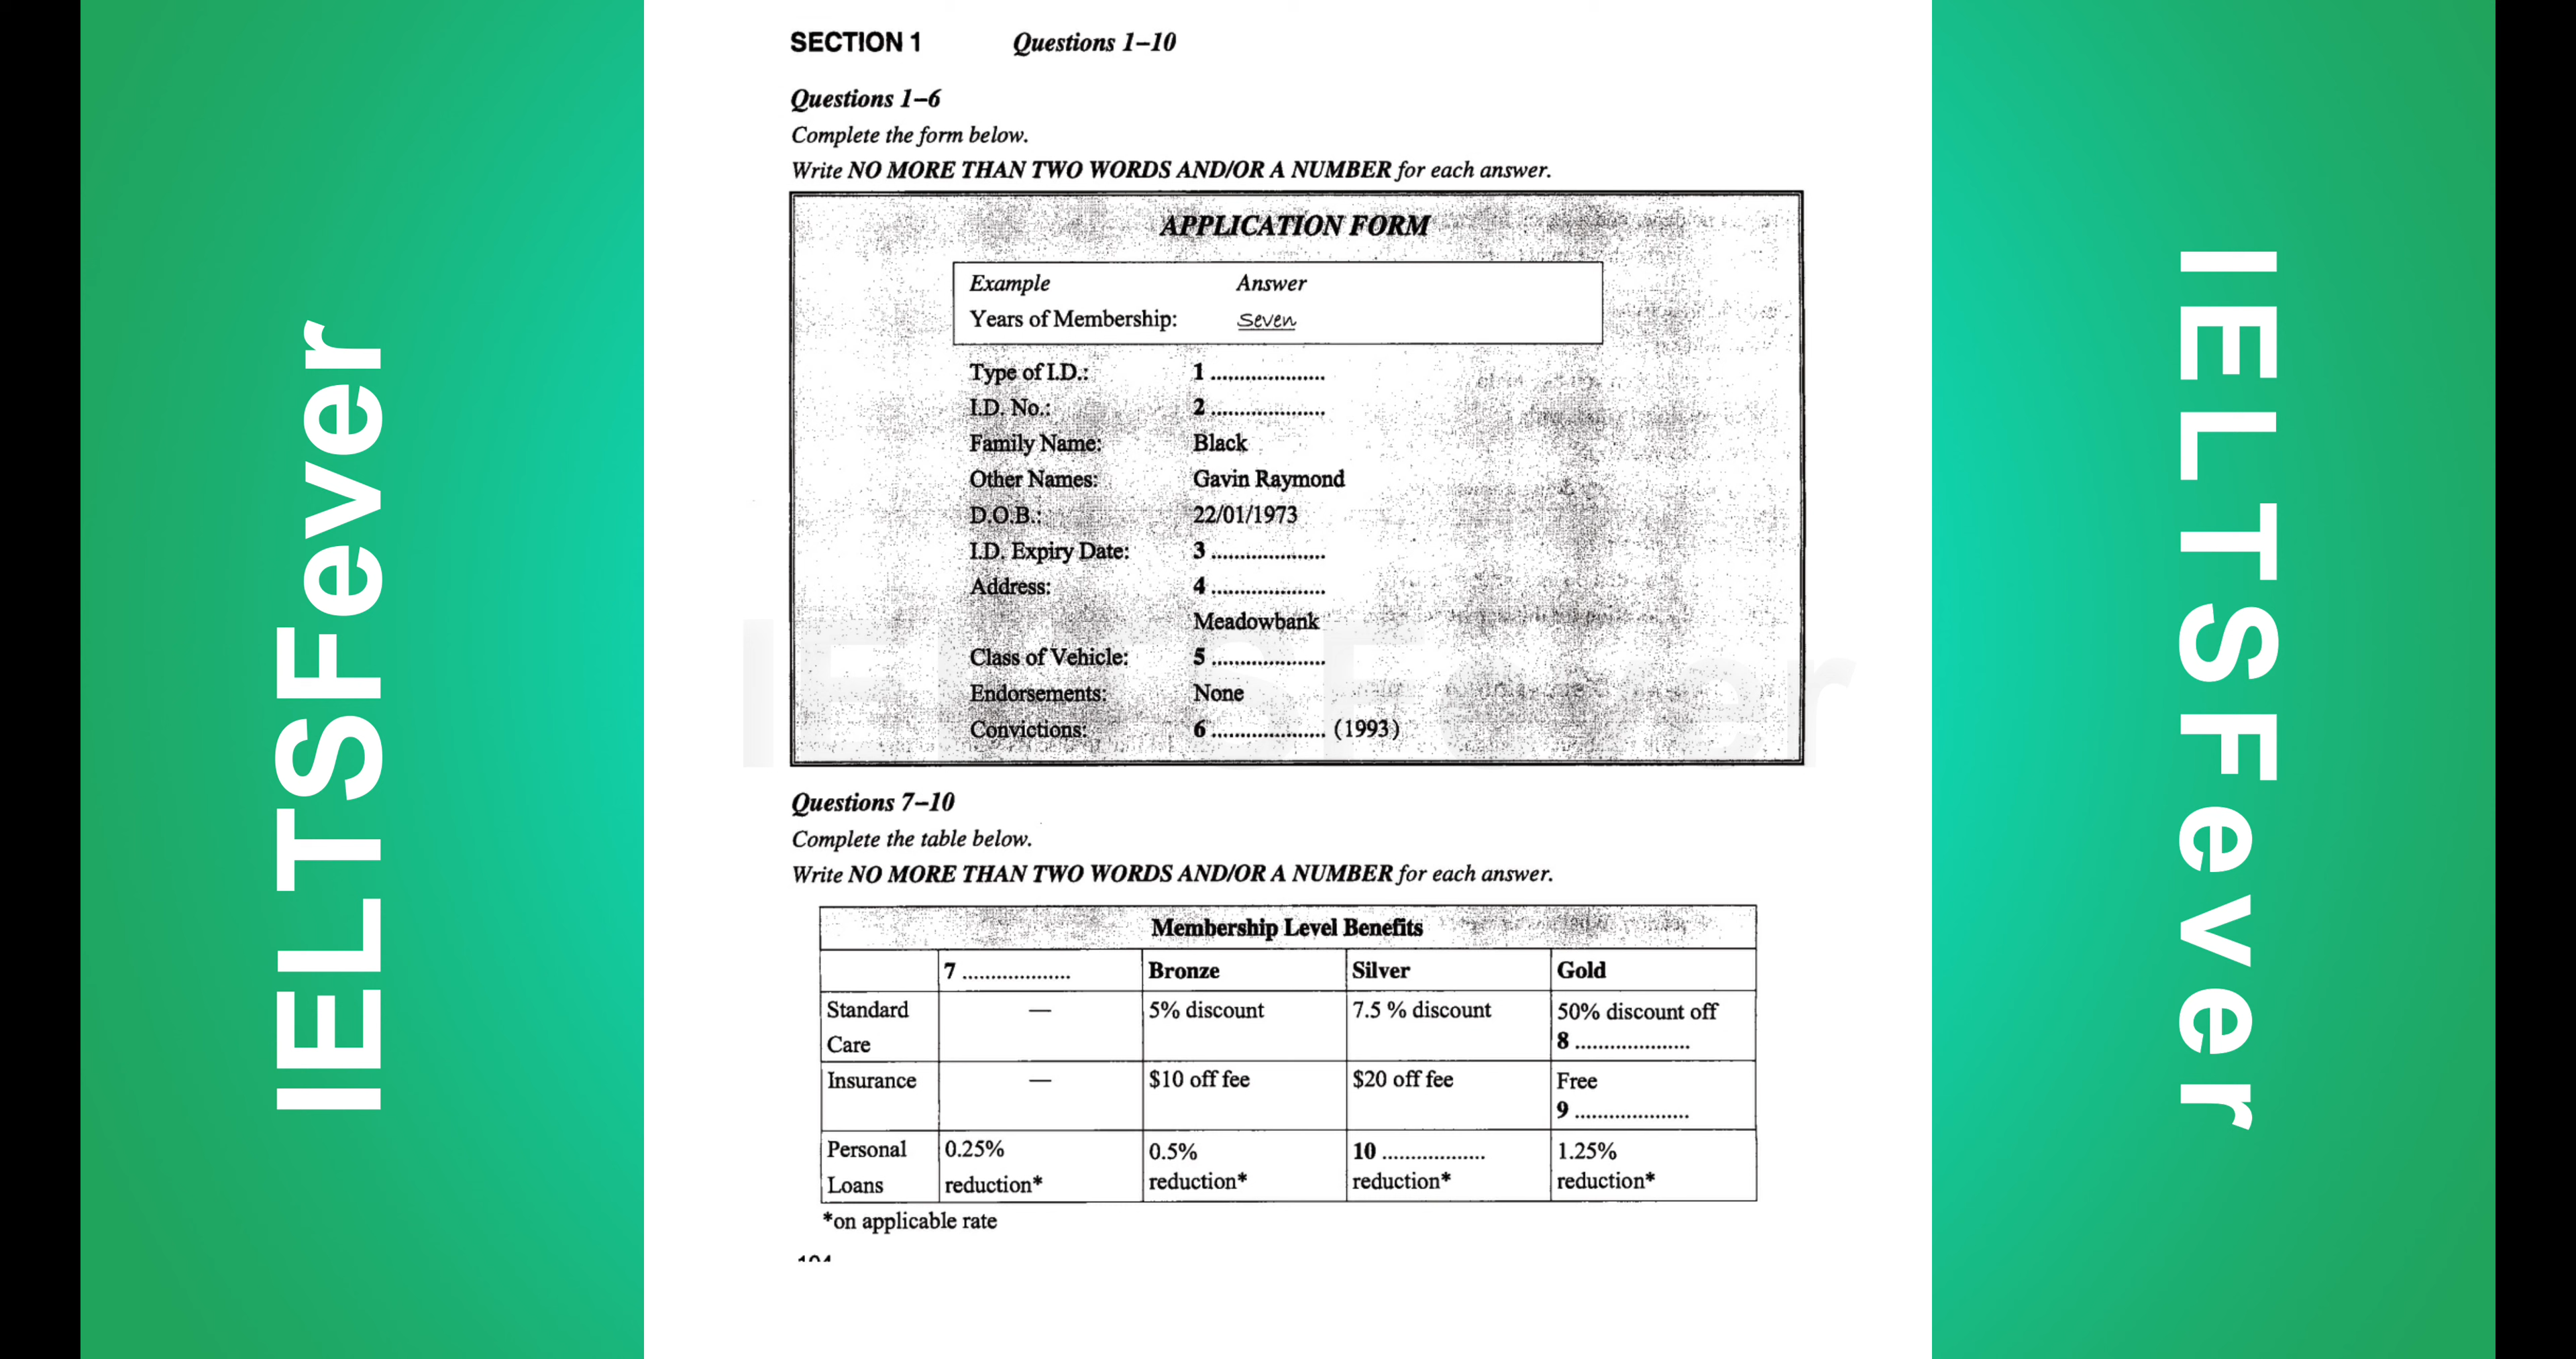 SECTION 1 Questions 1–10
Questions 1–6
Complete the form below.
Write NO MORE THAN TWO WORDS AND/OR A NUMBER for each answer.
APPLICATION FORM
Example Answer
Years of Membership: seven
Type of I.D.: 1 ....................
I.D. No.: 2 ....................
Family Name: Black
Other Names: Gavin Raymond
D.O.B.: 22/01/1973
I.D. Expiry Date: 3 ....................
Address: 4 ....................
Meadowbank
Class of Vehicle: 5 ....................
Endorsements: None
Convictions: 6 .................... (1993)
Questions 7–10
Complete the table below.
Write NO MORE THAN TWO WORDS AND/OR A NUMBER for each answer.
Membership Level Benefits
7 ................... Bronze Silver Gold
Standard — 5% discount 7.5 % discount 50% discount off
Care 8 ....................
Insurance — $10 off fee $20 off fee Free
9 ....................
Personal 0.25% 0.5% 10 .................. 1.25%
Loans reduction* reduction* reduction* reduction*
*on applicable rate
IELTSFever
IELTSFever
IELTSFever